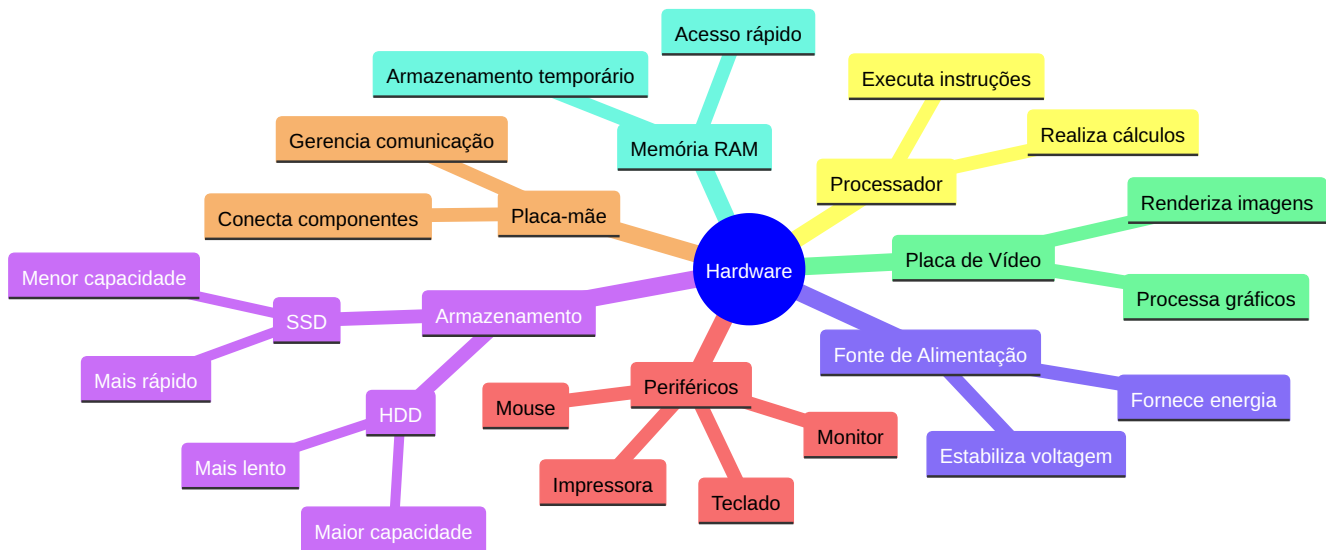 Acesso rápido
Armazenamento temporário
Executa instruções
Gerencia comunicação
Realiza cálculos
Memória RAM
Processador
Renderiza imagens
Conecta componentes
Placa-mãe
Placa de Vídeo
Hardware
Menor capacidade
Processa gráficos
SSD
Armazenamento
Fonte de Alimentação
Mais rápido
Periféricos
Fornece energia
HDD
Mouse
Monitor
Estabiliza voltagem
Mais lento
Impressora
Teclado
Maior capacidade